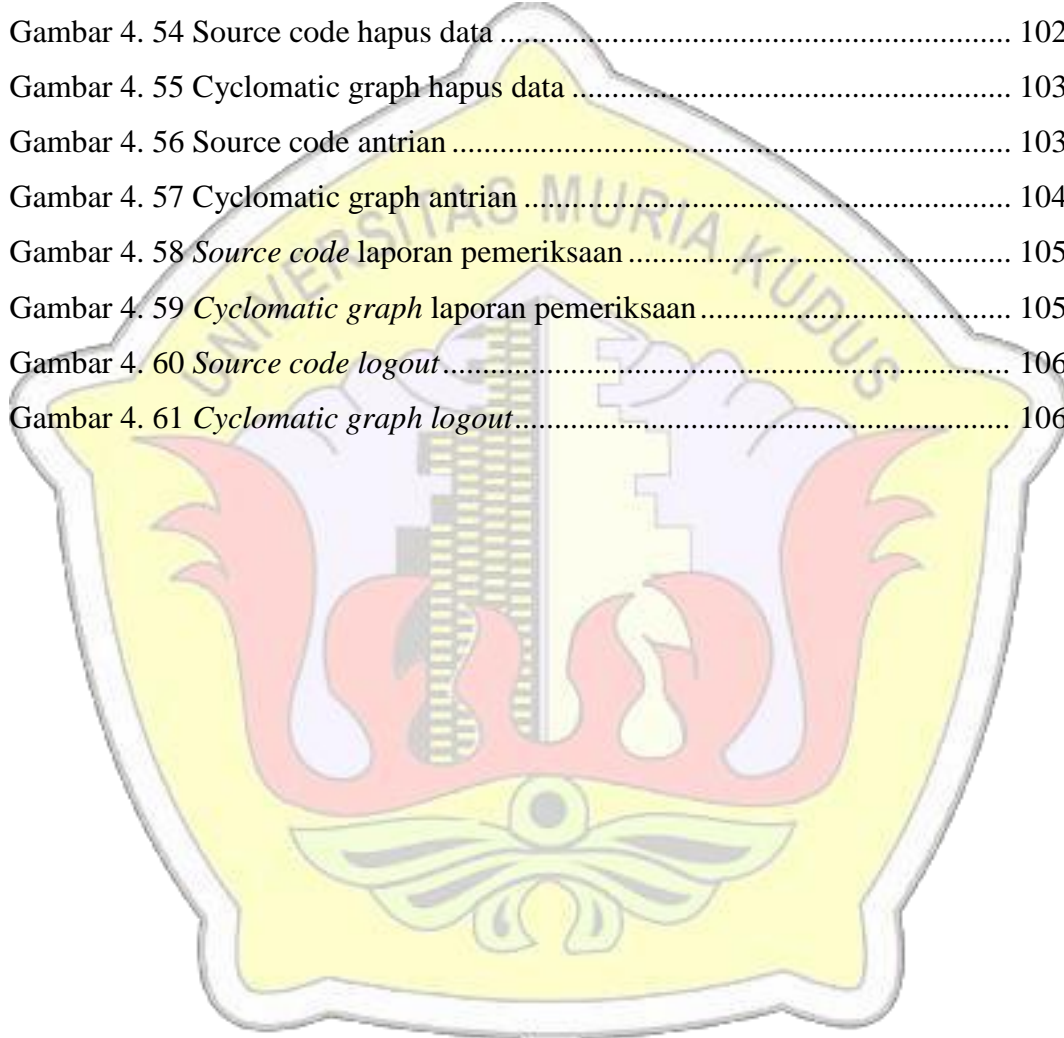 Gambar 4. 54 Source code hapus data ............................................................................ 102
Gambar 4. 55 Cyclomatic graph hapus data ................................................................ 103
Gambar 4. 56 Source code antrian .................................................................................. 103
Gambar 4. 57 Cyclomatic graph antrian ........................................................................ 104
Gambar 4. 58 Source code laporan pemeriksaan ........................................................ 105
Gambar 4. 59 Cyclomatic graph laporan pemeriksaan ............................................. 105
Gambar 4. 60 Source code logout ................................................................................... 106
Gambar 4. 61 Cyclomatic graph logout ......................................................................... 106
UNIVERSITAS MURIA KUDUS